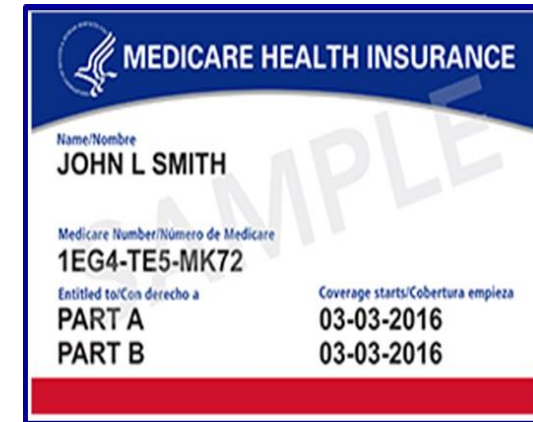 MEDICARE HEALTH INSURANCE
Name/Nombre
JOHN L SMITH
Medicare Number/Número de Medicare
1EG4-TE5-MK72
Entitled to/Con derecho a
Coverage starts/Cobertura empieza
PART A 03-03-2016
PART B 03-03-2016
SAMPLE